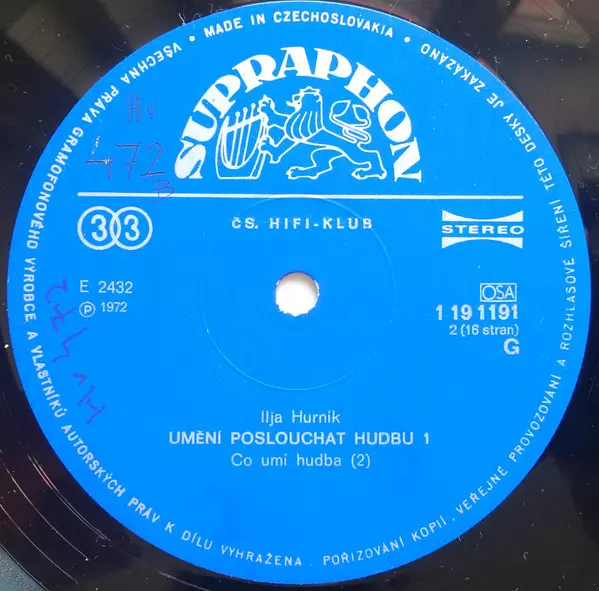 MADE IN CZECHOSLOVAKIA •
SUPRAPHON
HV
472
B
33
ČS. HIFI-KLUB
STEREO
E 2432
Ⓟ 1972
OSA
1 19 1191
2 (16 stran)
G
Ilja Hurník
UMĚNÍ POSLOUCHAT HUDBU 1
Co umí hudba (2)
VŠECHNA PRÁVA GRAMOFONOVÉHO VÝROBCE A VLASTNÍKŮ AUTORSKÝCH PRÁV K DÍLU VYHRAŽENA . POŘIZOVÁNÍ KOPIÍ . VEŘEJNÉ PROVOZOVÁNÍ A ROZHLASOVÉ ŠÍŘENÍ TÉTO DESKY JE ZAKÁZÁNO •